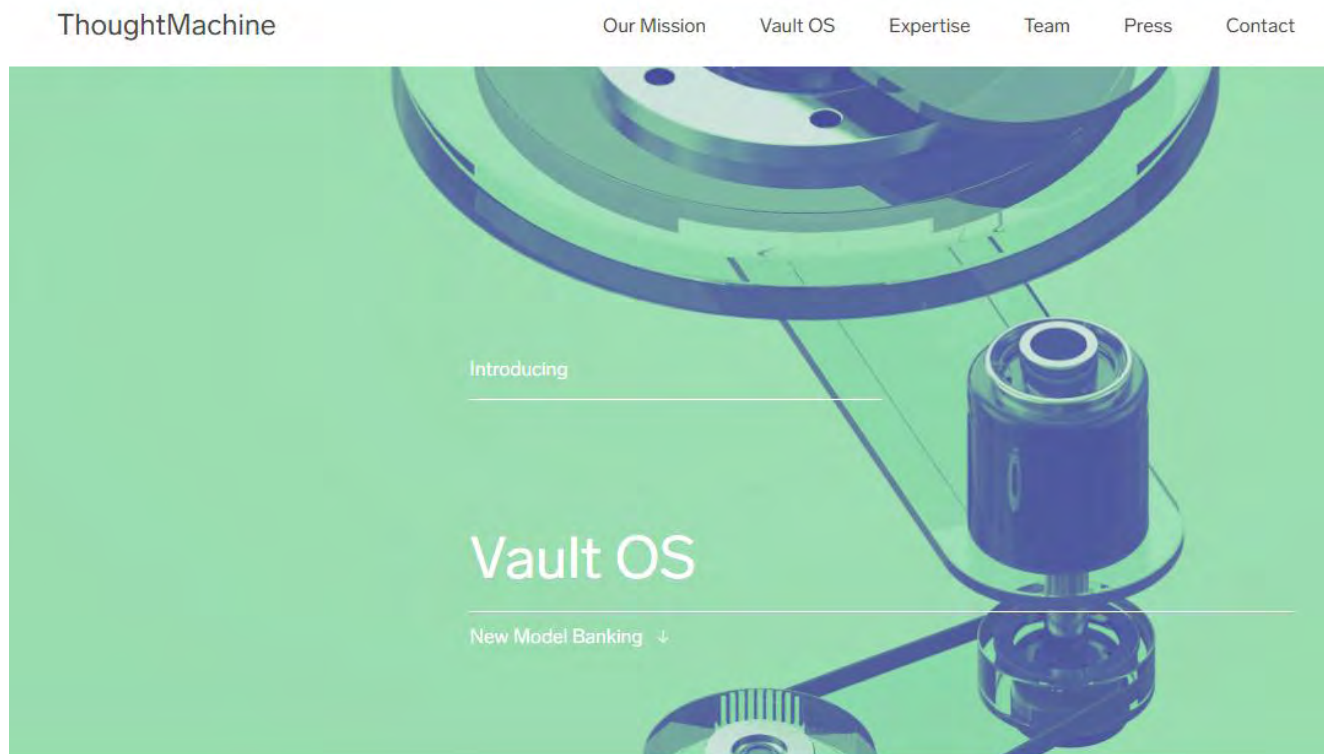 ThoughtMachine Our Mission Vault OS Expertise Team Press Contact
Introducing
Vault OS
New Model Banking ↓